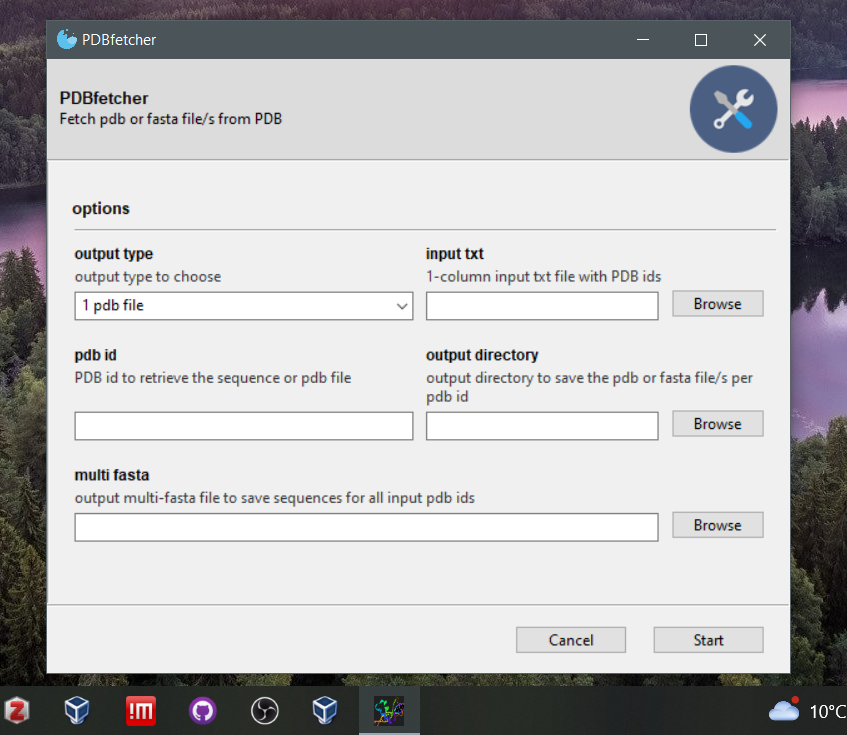 PDBfetcher
PDBfetcher
Fetch pdb or fasta file/s from PDB
options
output type
output type to choose
1 pdb file
input txt
1-column input txt file with PDB ids
Browse
pdb id
PDB id to retrieve the sequence or pdb file
output directory
output directory to save the pdb or fasta file/s per
pdb id
Browse
multi fasta
output multi-fasta file to save sequences for all input pdb ids
Browse
Cancel
Start
Z
!M
10°C